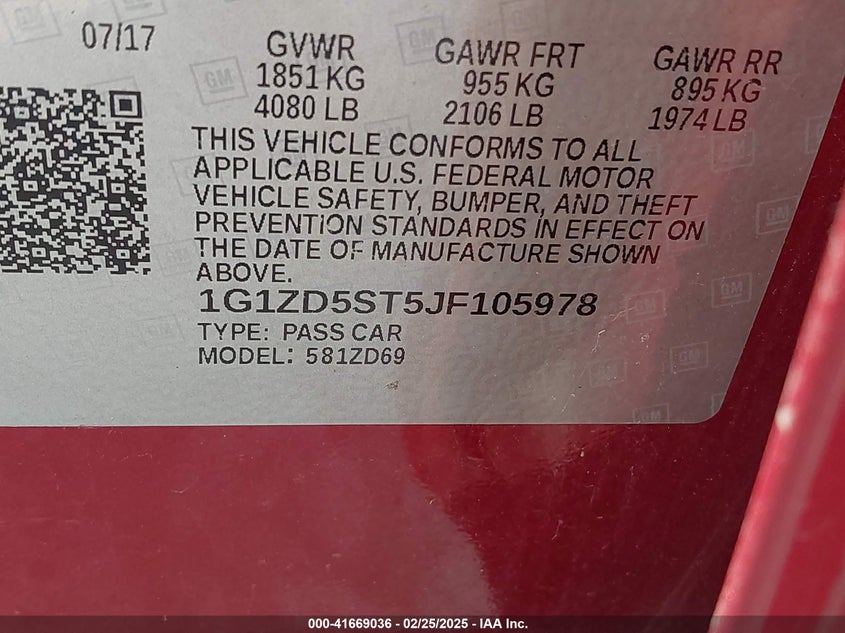 07/17
GVWR GAWR FRT GAWR RR
1851 KG 955 KG 895 KG
4080 LB 2106 LB 1974 LB
THIS VEHICLE CONFORMS TO ALL
APPLICABLE U.S. FEDERAL MOTOR
VEHICLE SAFETY, BUMPER, AND THEFT
PREVENTION STANDARDS IN EFFECT ON
THE DATE OF MANUFACTURE SHOWN
ABOVE.
1G1ZD5ST5JF105978
TYPE: PASS CAR
MODEL: 581ZD69
GM
000-41669036 - 02/25/2025 - IAA Inc.